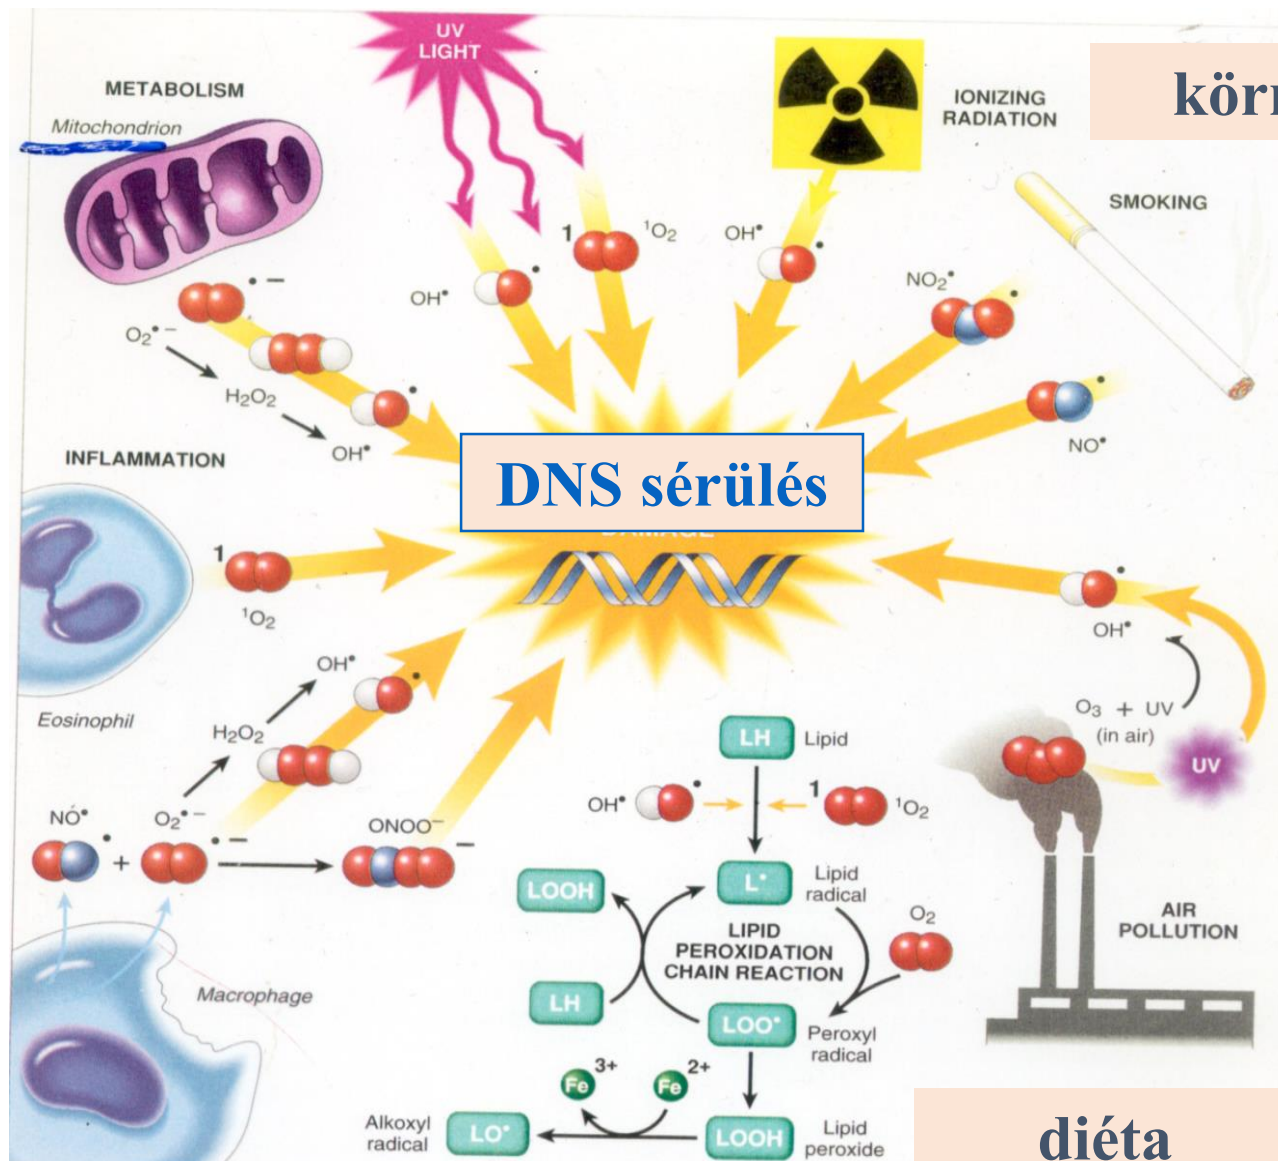 UV
LIGHT
METABOLISM
Mitochondrion
IONIZING
RADIATION
körn
SMOKING
1
¹O₂
OH•
OH•
NO₂•
•
•
•
•
• −
O₂•−
H₂O₂
OH•
•
•
NO•
INFLAMMATION
DNS sérülés
DAMAGE
1
¹O₂
•
OH•
Eosinophil
OH•
•
H₂O₂
O₃ + UV
(in air)
UV
LH
Lipid
OH•
•
1
¹O₂
NÓ•
O₂•−
•
+
• −
ONOO⁻
−
LOOH
L•
Lipid
radical
O₂
LIPID
PEROXIDATION
CHAIN REACTION
AIR
POLLUTION
Macrophage
LH
LOO•
Peroxyl
radical
Fe 3+
Fe 2+
Alkoxyl
radical
LO•
LOOH
Lipid
peroxide
diéta